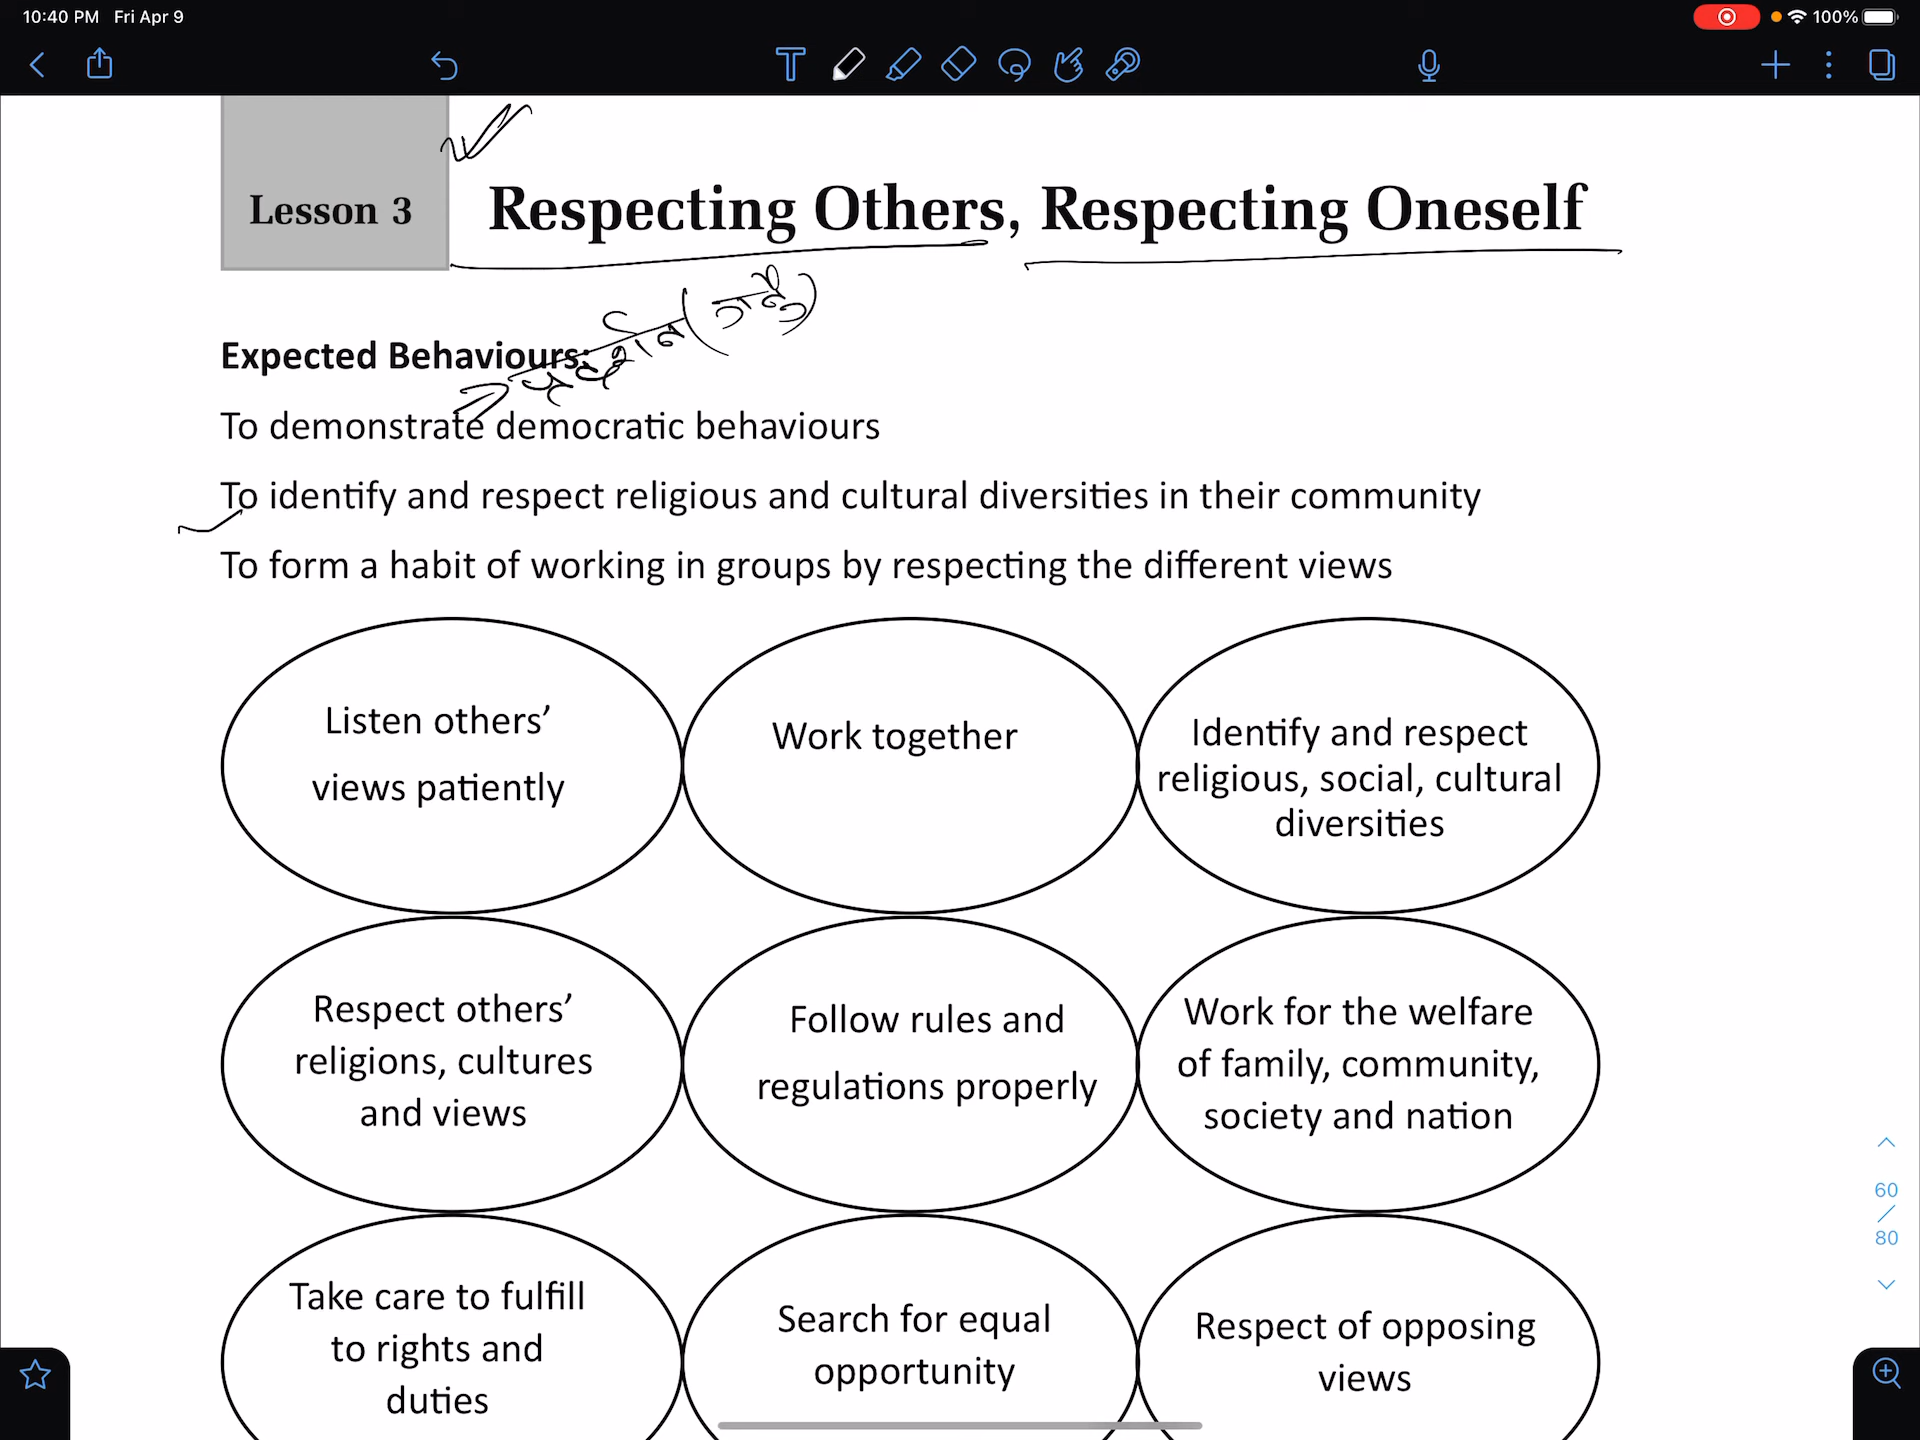 10:40 PM Fri Apr 9
100%
Lesson 3
Respecting Others, Respecting Oneself
Expected Behaviours:
To demonstrate democratic behaviours
To identify and respect religious and cultural diversities in their community
To form a habit of working in groups by respecting the different views
Listen others’
views patiently
Work together
Identify and respect
religious, social, cultural
diversities
Respect others’
religions, cultures
and views
Follow rules and
regulations properly
Work for the welfare
of family, community,
society and nation
Take care to fulfill
to rights and
duties
Search for equal
opportunity
Respect of opposing
views
60
/
80